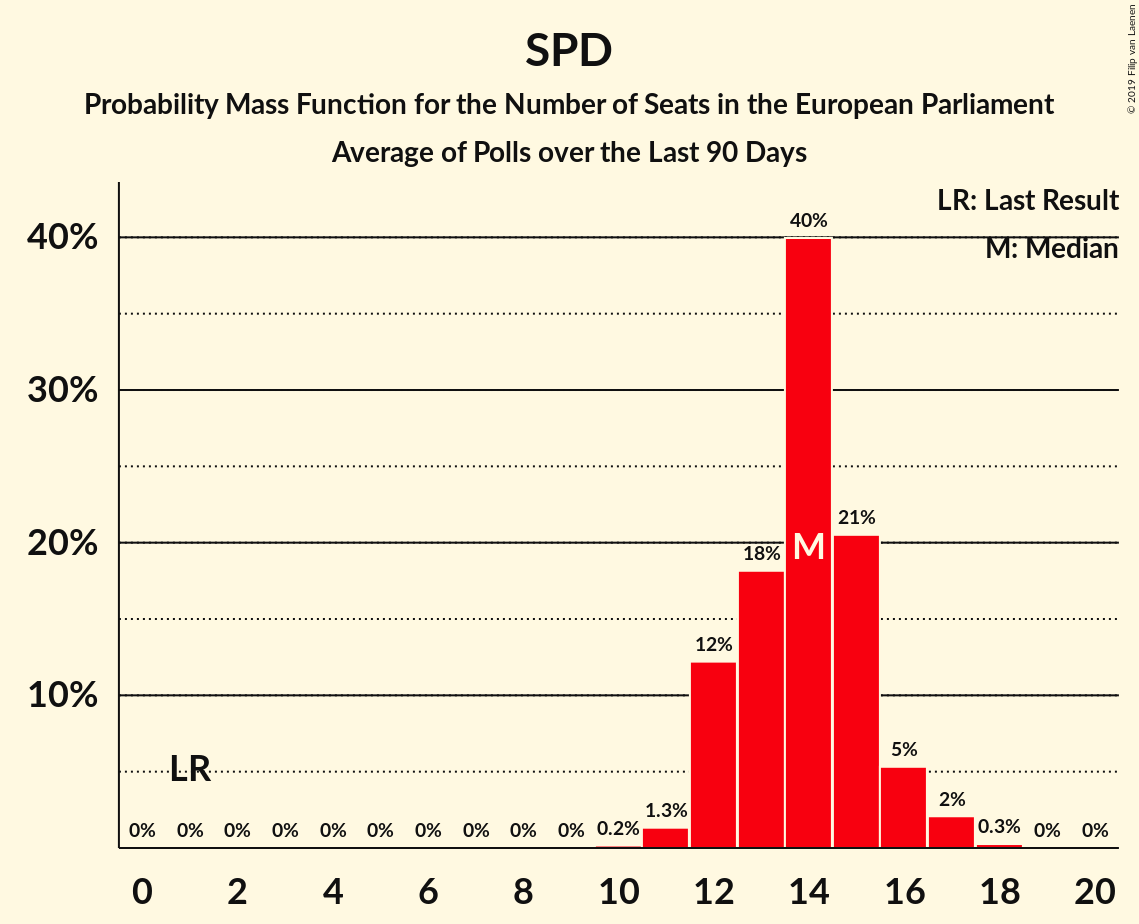 SPD
Probability Mass Function for the Number of Seats in the European Parliament
Average of Polls over the Last 90 Days
© 2019 Filip van Laenen
LR: Last Result
M: Median
40%
30%
20%
10%
40%
21%
18%
M
12%
5%
2%
1.3%
0.2%
0.3%
LR
0% 0% 0% 0% 0% 0% 0% 0% 0% 0% 0% 0%
0 2 4 6 8 10 12 14 16 18 20